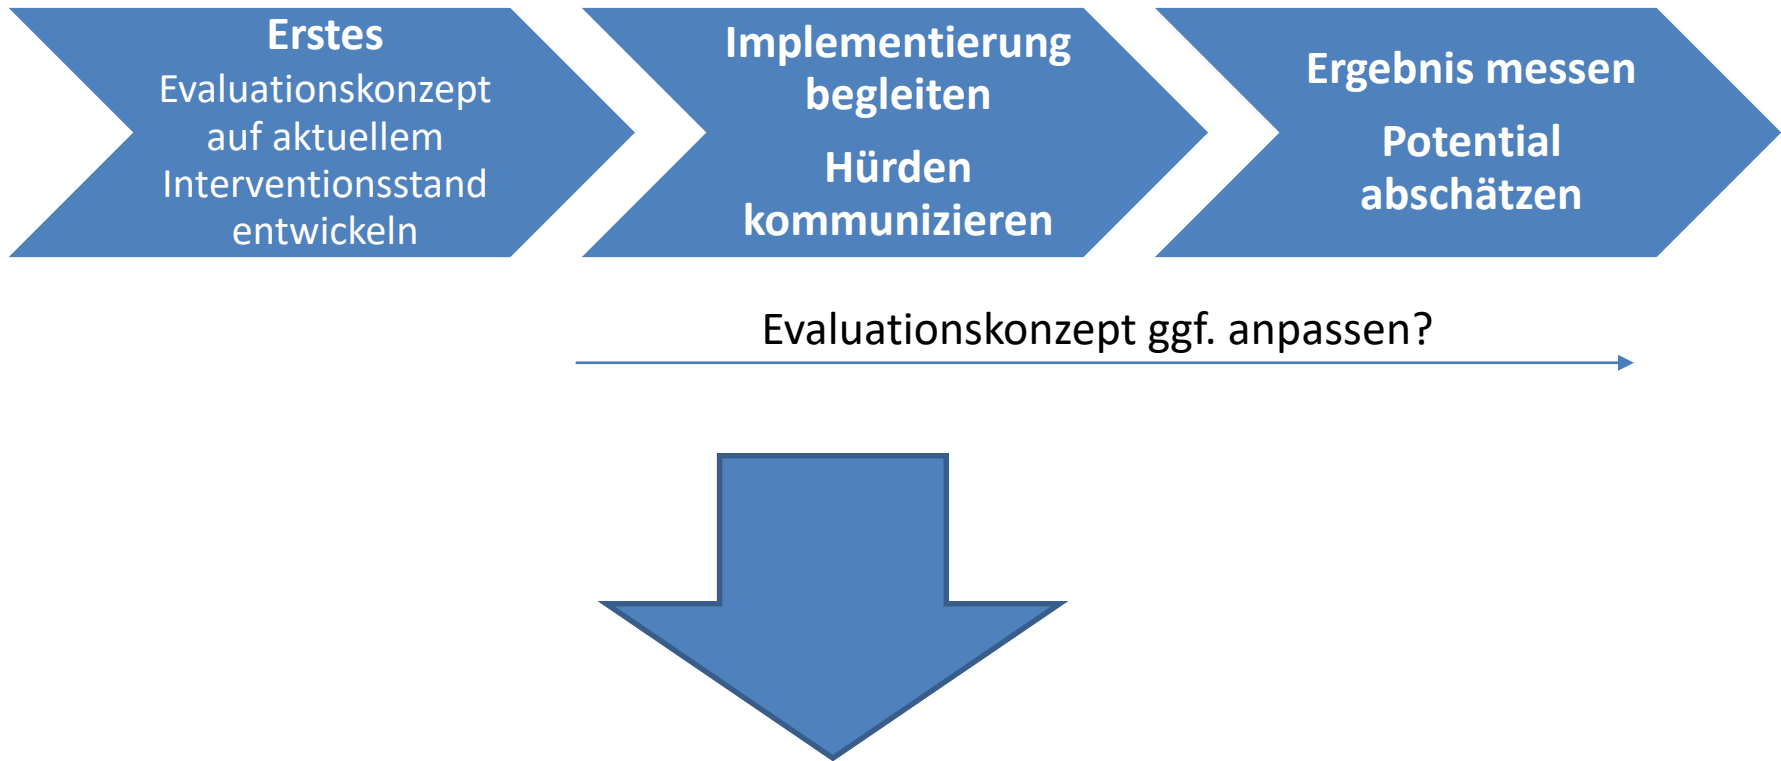 Erstes
Evaluationskonzept
auf aktuellem
Interventionsstand
entwickeln
Implementierung
begleiten
Hürden
kommunizieren
Ergebnis messen
Potential
abschätzen
Evaluationskonzept ggf. anpassen?